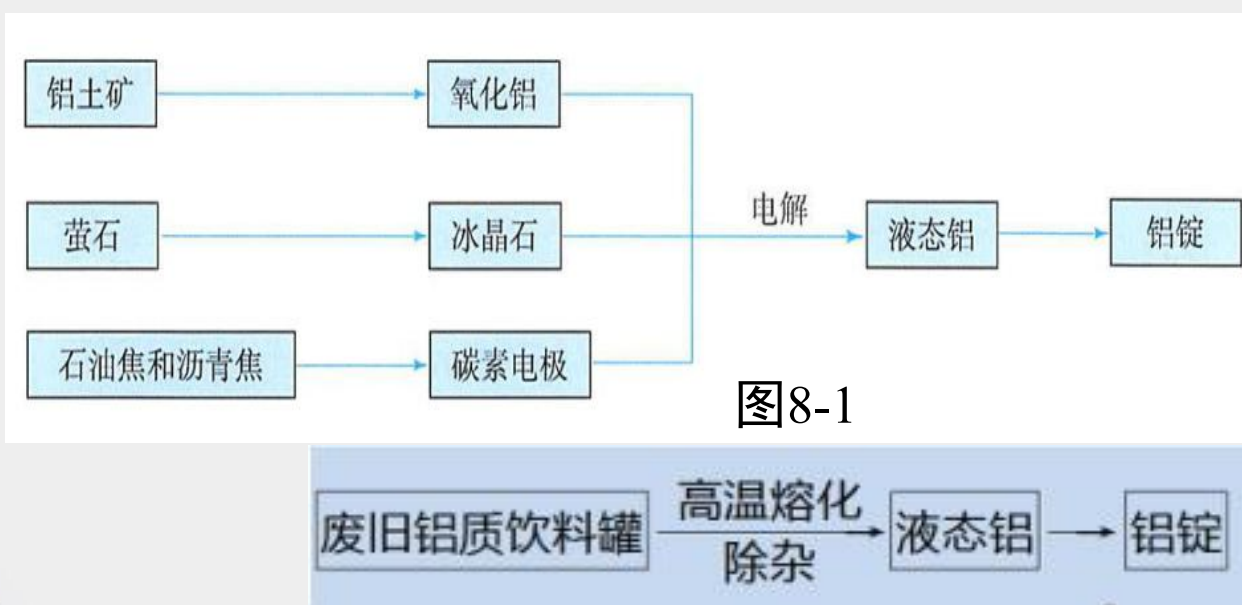 铝土矿
氧化铝
萤石
冰晶石
电解
液态铝
铝锭
石油焦和沥青焦
碳素电极
图8-1
废旧铝质饮料罐
高温熔化
除杂
液态铝
铝锭